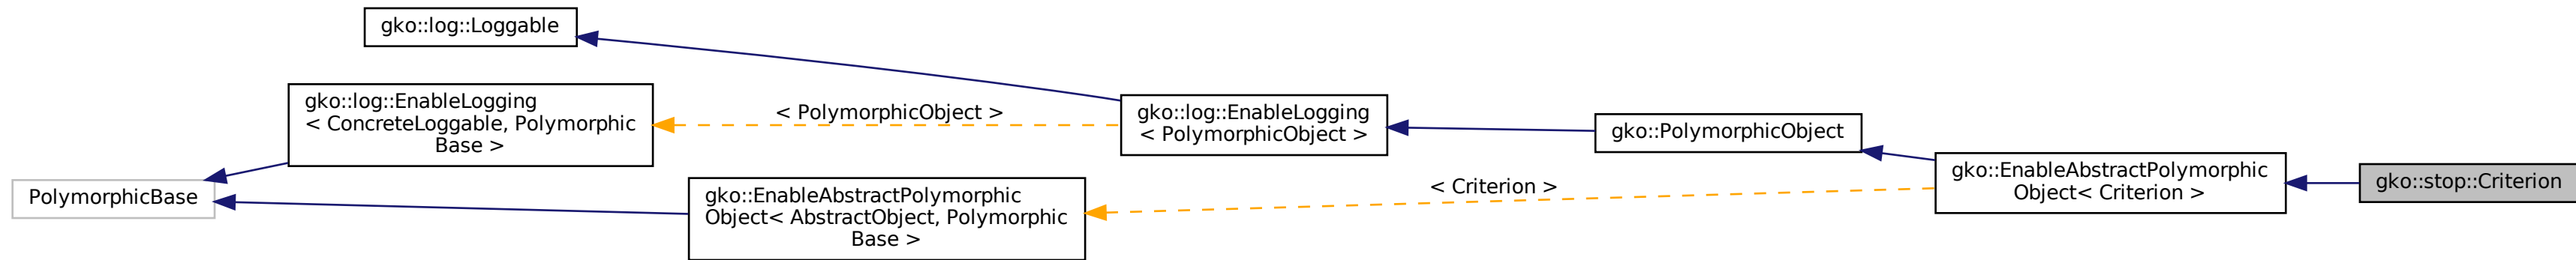 gko::log::Loggable
gko::log::EnableLogging
< ConcreteLoggable, Polymorphic
Base >
< PolymorphicObject >
gko::log::EnableLogging
< PolymorphicObject >
gko::PolymorphicObject
gko::EnableAbstractPolymorphic
Object< Criterion >
gko::stop::Criterion
PolymorphicBase
gko::EnableAbstractPolymorphic
Object< AbstractObject, Polymorphic
Base >
< Criterion >